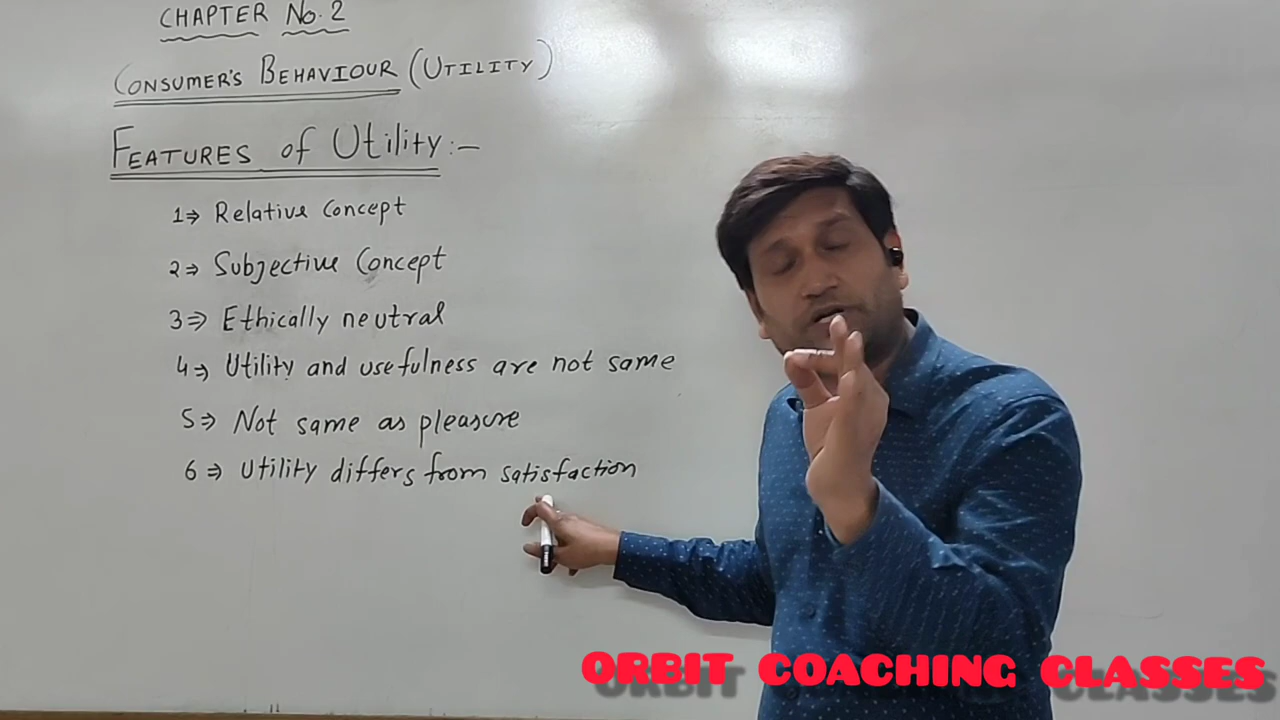 CHAPTER No. 2
CONSUMER'S BEHAVIOUR (UTILITY)
FEATURES of Utility:-
1⇒ Relative Concept
2⇒ Subjective Concept
3⇒ Ethically neutral
4⇒ Utility and usefulness are not same
5⇒ Not same as pleasure
6⇒ Utility differs from satisfaction
ORBIT COACHING CLASSES